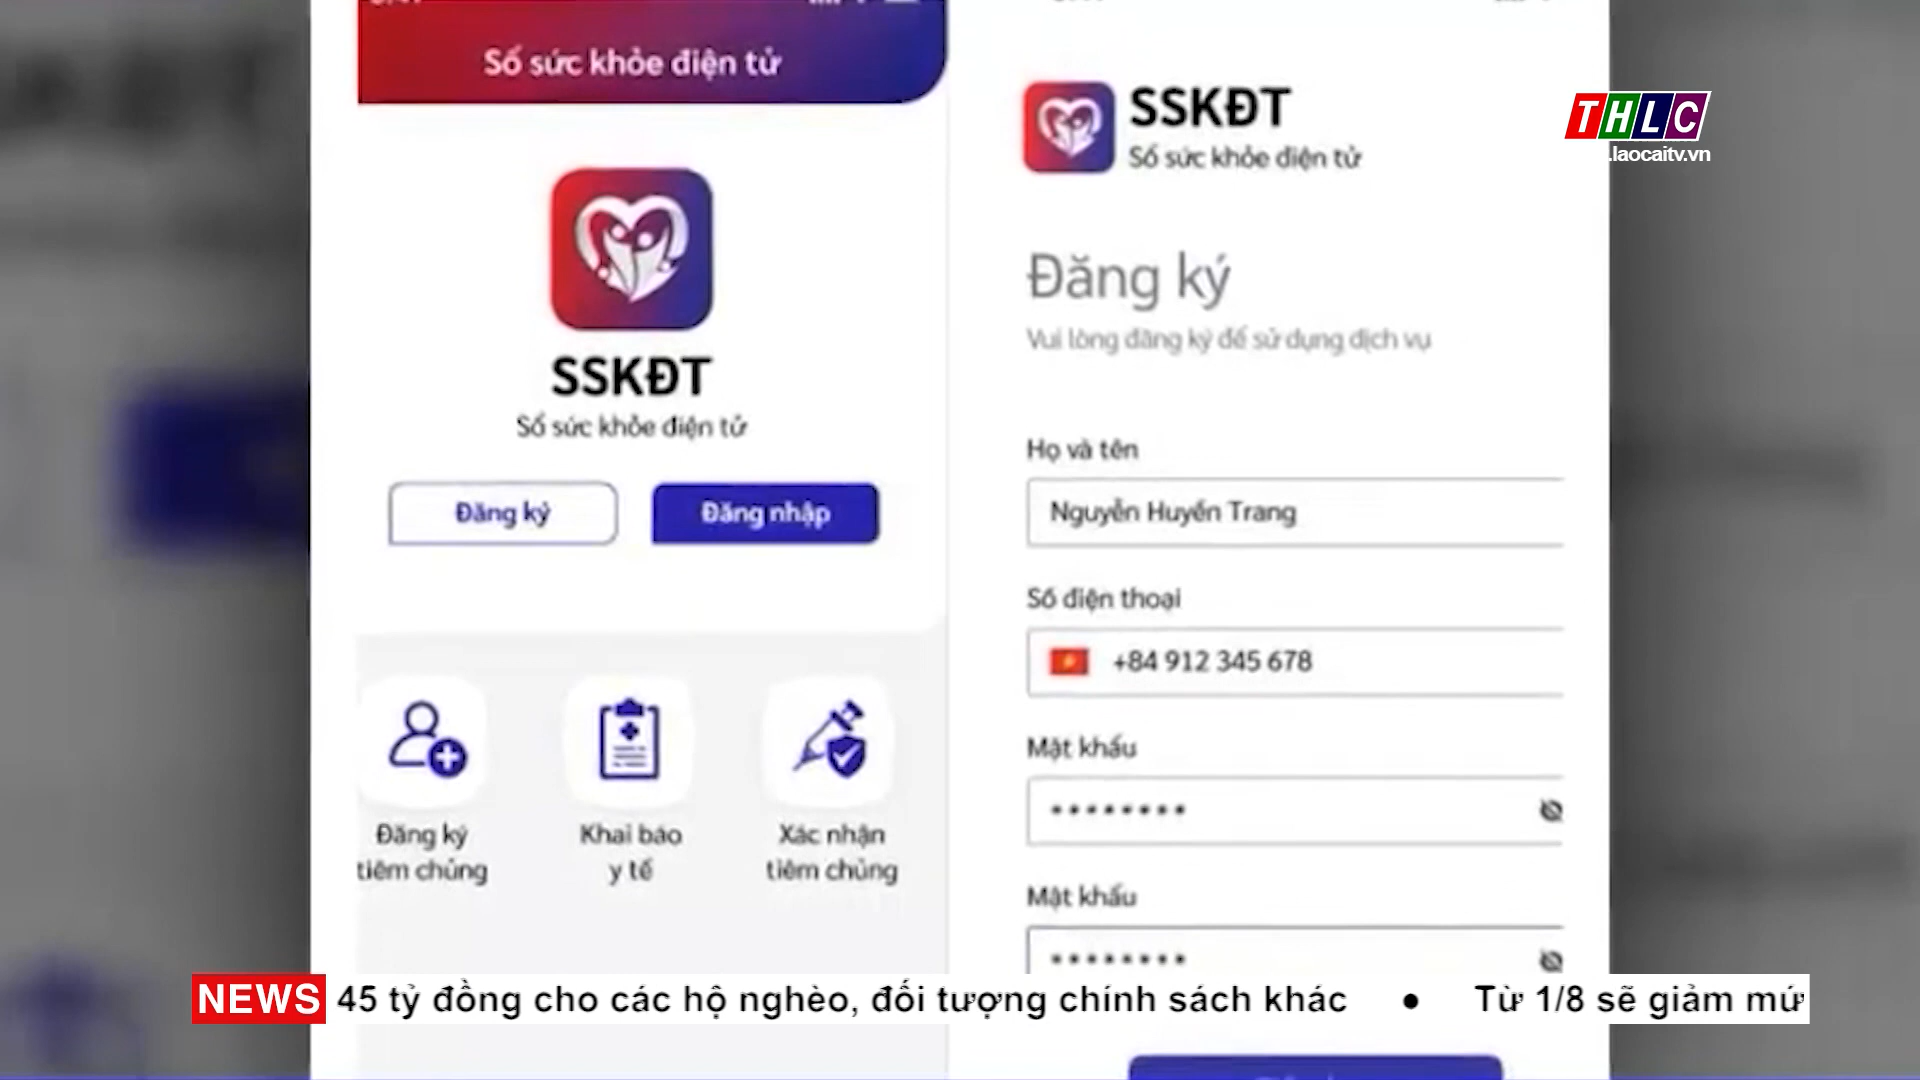 Sổ sức khỏe điện tử
SSKĐT
Sổ sức khỏe điện tử
Đăng ký
Đăng nhập
Đăng ký
tiêm chủng
Khai báo
y tế
Xác nhận
tiêm chủng
SSKĐT
Sổ sức khỏe điện tử
Đăng ký
Vui lòng đăng ký để sử dụng dịch vụ
Họ và tên
Nguyễn Huyền Trang
Số điện thoại
+84 912 345 678
Mật khẩu
••••••••
Mật khẩu
••••••••
THLC
.laocaitv.vn
NEWS 45 tỷ đồng cho các hộ nghèo, đối tượng chính sách khác • Từ 1/8 sẽ giảm mứ